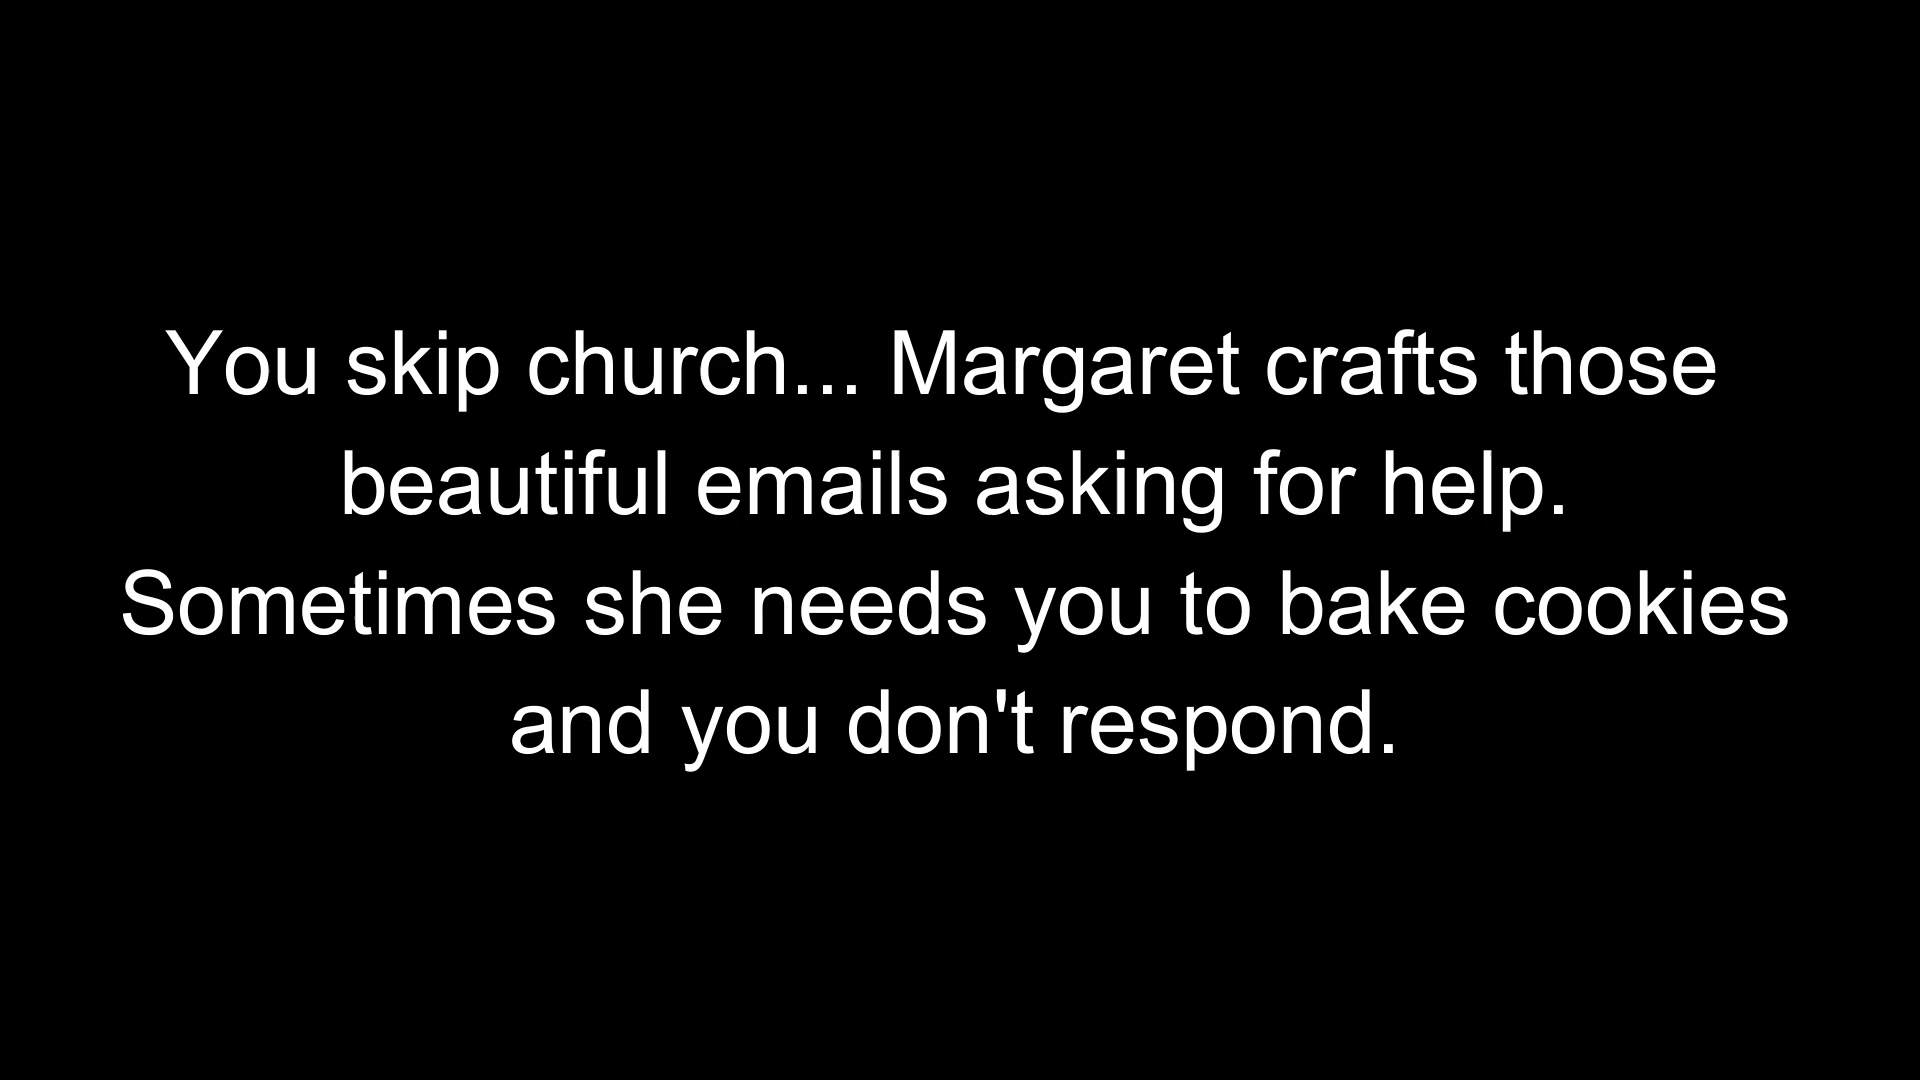 You skip church... Margaret crafts those
beautiful emails asking for help.
Sometimes she needs you to bake cookies
and you don't respond.